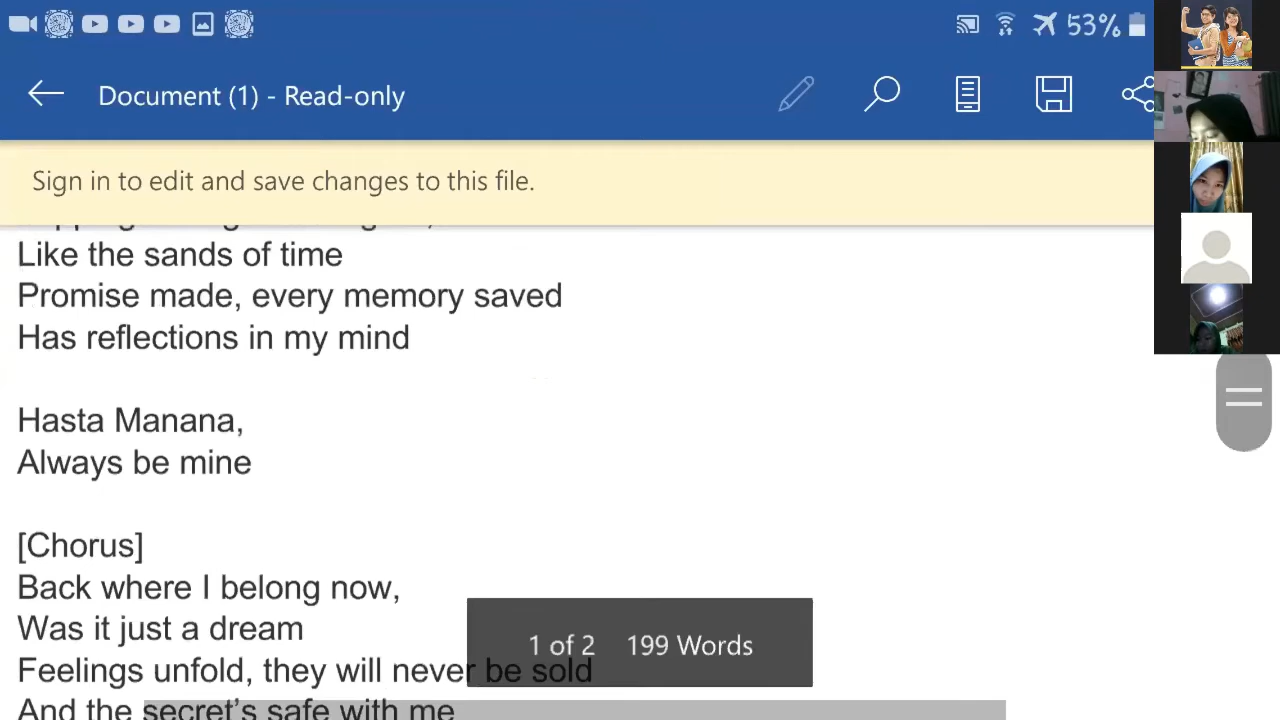 53%
Document (1) - Read-only
Sign in to edit and save changes to this file.
Like the sands of time
Promise made, every memory saved
Has reflections in my mind
Hasta Manana,
Always be mine
[Chorus]
Back where I belong now,
Was it just a dream
Feelings unfold, they will never be sold
And the secret's safe with me
1 of 2 199 Words